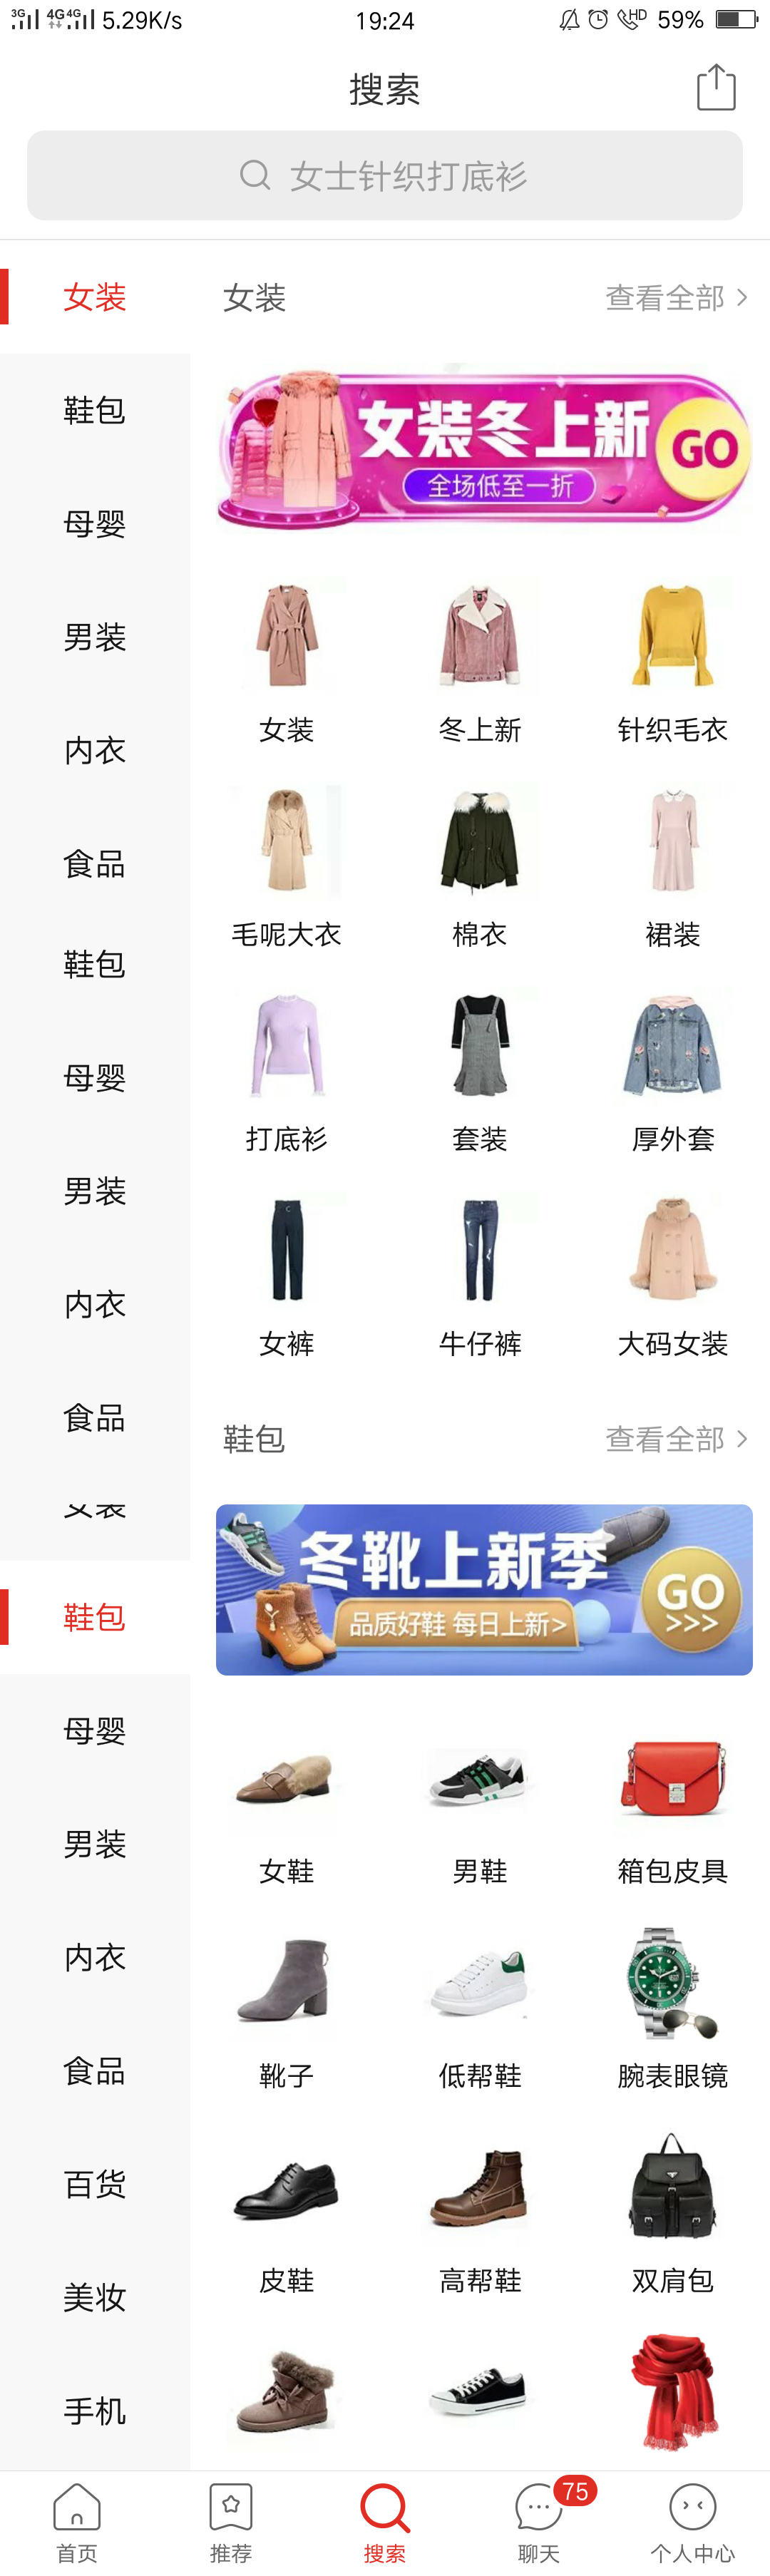 3G 4G 4G 5.29K/s 19:24 HD 59%
搜索
女士针织打底衫
女装
鞋包
母婴
男装
内衣
食品
鞋包
母婴
男装
内衣
食品
女装
鞋包
母婴
男装
内衣
食品
百货
美妆
手机
女装 查看全部 >
女装冬上新
全场低至一折
GO
女装 冬上新 针织毛衣
毛呢大衣 棉衣 裙装
打底衫 套装 厚外套
女裤 牛仔裤 大码女装
鞋包 查看全部 >
冬靴上新季
品质好鞋 每日上新>
GO
>>>
女鞋 男鞋 箱包皮具
靴子 低帮鞋 腕表眼镜
皮鞋 高帮鞋 双肩包
75
首页 推荐 搜索 聊天 个人中心